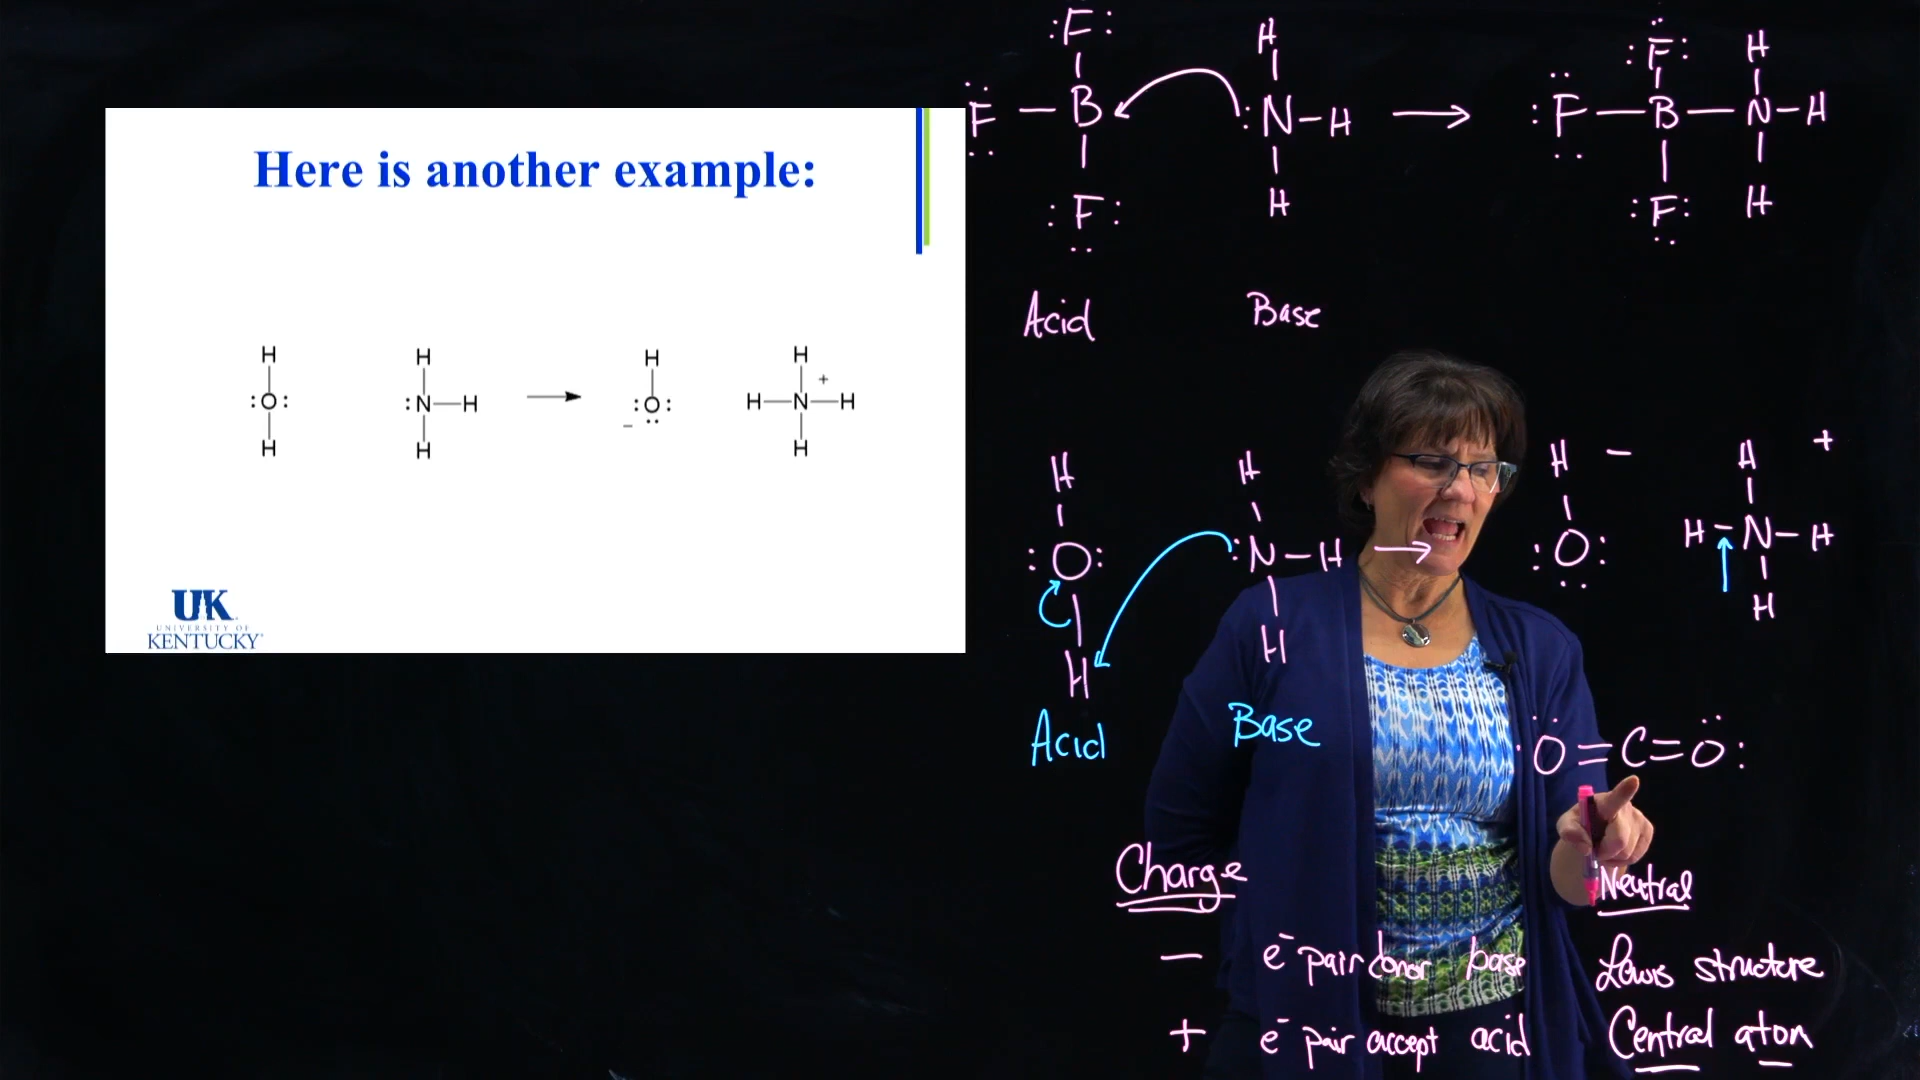 Here is another example:
H H H H
:O: :N—H → :O: H—N—H +
H H – H
UK
UNIVERSITY OF
KENTUCKY
:F: H :F: H
F — B :N—H → :F — B — N—H
:F: H :F: H
Acid Base
H H H – H +
:O: :N—H → :O: H—N—H
H H H
Acid Base
O=C=O:
Charge
– e⁻ pair donor base
+ e⁻ pair accept acid
Neutral
Lewis structure
Central atom